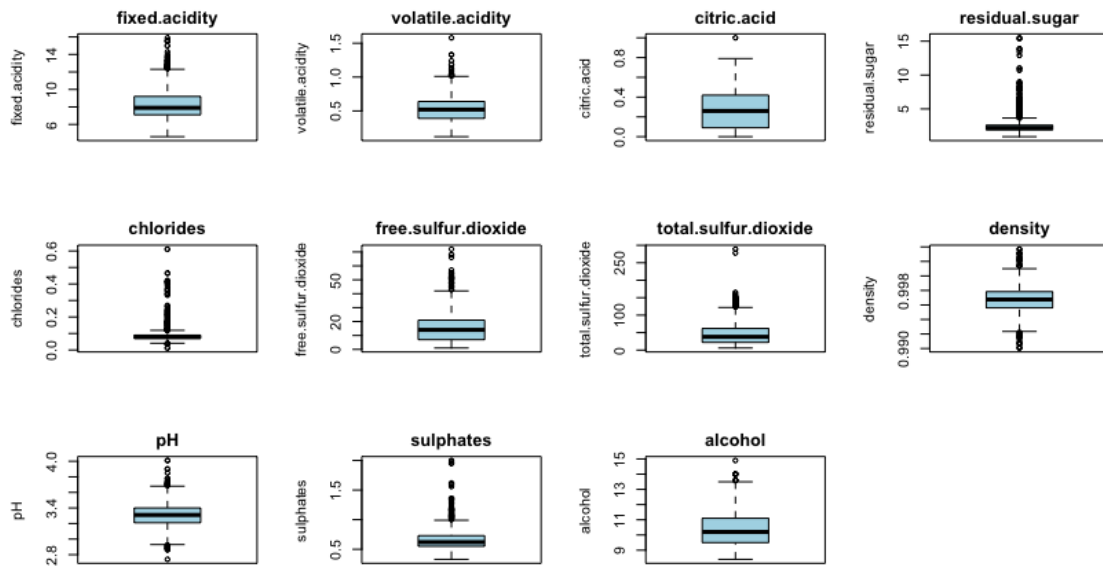 fixed.acidity
fixed.acidity
6
10
14
volatile.acidity
volatile.acidity
0.5
1.0
1.5
citric.acid
citric.acid
0.0
0.4
0.8
residual.sugar
residual.sugar
5
10
15
chlorides
chlorides
0.0
0.2
0.4
0.6
free.sulfur.dioxide
free.sulfur.dioxide
0
20
50
total.sulfur.dioxide
total.sulfur.dioxide
0
100
250
density
density
0.990
0.998
pH
pH
2.8
3.4
4.0
sulphates
sulphates
0.5
1.5
alcohol
alcohol
9
11
13
15